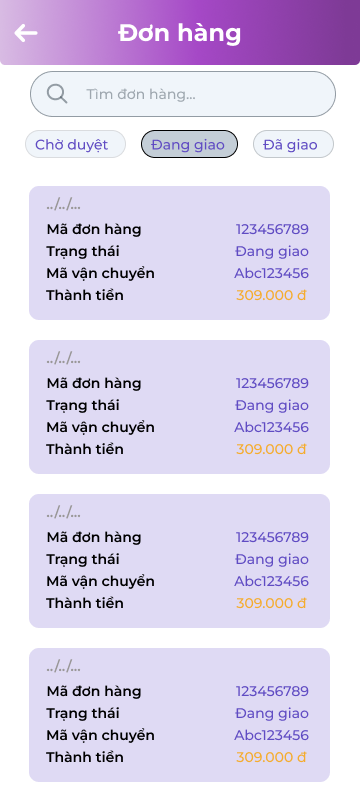 Đơn hàng
Tìm đơn hàng...
Chờ duyệt Đang giao Đã giao
../../...
Mã đơn hàng 123456789
Trạng thái Đang giao
Mã vận chuyển Abc123456
Thành tiền 309.000 đ
../../...
Mã đơn hàng 123456789
Trạng thái Đang giao
Mã vận chuyển Abc123456
Thành tiền 309.000 đ
../../...
Mã đơn hàng 123456789
Trạng thái Đang giao
Mã vận chuyển Abc123456
Thành tiền 309.000 đ
../../...
Mã đơn hàng 123456789
Trạng thái Đang giao
Mã vận chuyển Abc123456
Thành tiền 309.000 đ